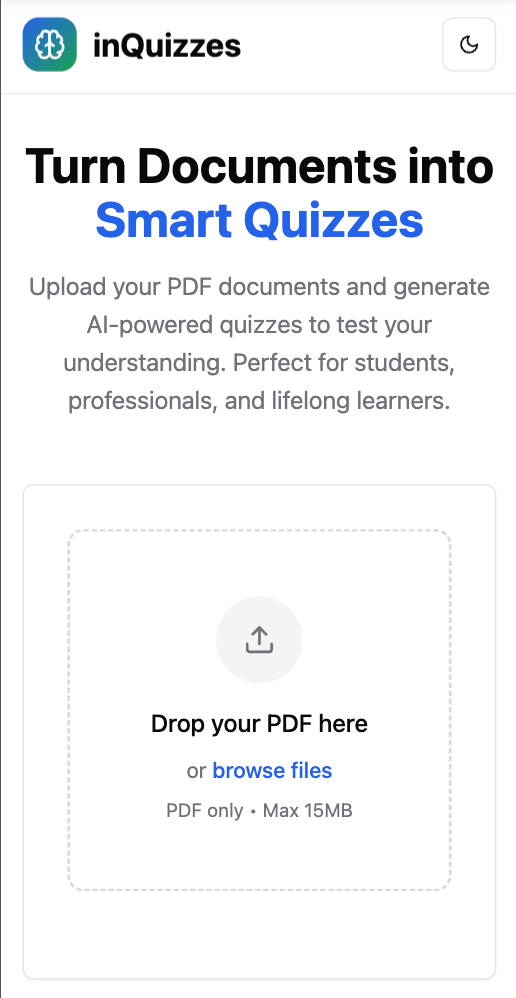 inQuizzes
Turn Documents into
Smart Quizzes
Upload your PDF documents and generate
AI-powered quizzes to test your
understanding. Perfect for students,
professionals, and lifelong learners.
Drop your PDF here
or browse files
PDF only • Max 15MB